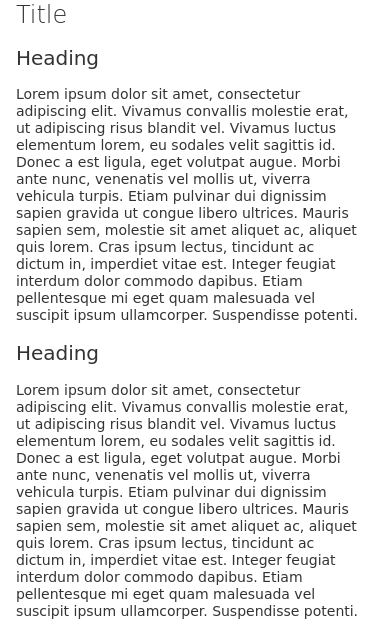 Title
Heading
Lorem ipsum dolor sit amet, consectetur
adipiscing elit. Vivamus convallis molestie erat,
ut adipiscing risus blandit vel. Vivamus luctus
elementum lorem, eu sodales velit sagittis id.
Donec a est ligula, eget volutpat augue. Morbi
ante nunc, venenatis vel mollis ut, viverra
vehicula turpis. Etiam pulvinar dui dignissim
sapien gravida ut congue libero ultrices. Mauris
sapien sem, molestie sit amet aliquet ac, aliquet
quis lorem. Cras ipsum lectus, tincidunt ac
dictum in, imperdiet vitae est. Integer feugiat
interdum dolor commodo dapibus. Etiam
pellentesque mi eget quam malesuada vel
suscipit ipsum ullamcorper. Suspendisse potenti.
Heading
Lorem ipsum dolor sit amet, consectetur
adipiscing elit. Vivamus convallis molestie erat,
ut adipiscing risus blandit vel. Vivamus luctus
elementum lorem, eu sodales velit sagittis id.
Donec a est ligula, eget volutpat augue. Morbi
ante nunc, venenatis vel mollis ut, viverra
vehicula turpis. Etiam pulvinar dui dignissim
sapien gravida ut congue libero ultrices. Mauris
sapien sem, molestie sit amet aliquet ac, aliquet
quis lorem. Cras ipsum lectus, tincidunt ac
dictum in, imperdiet vitae est. Integer feugiat
interdum dolor commodo dapibus. Etiam
pellentesque mi eget quam malesuada vel
suscipit ipsum ullamcorper. Suspendisse potenti.